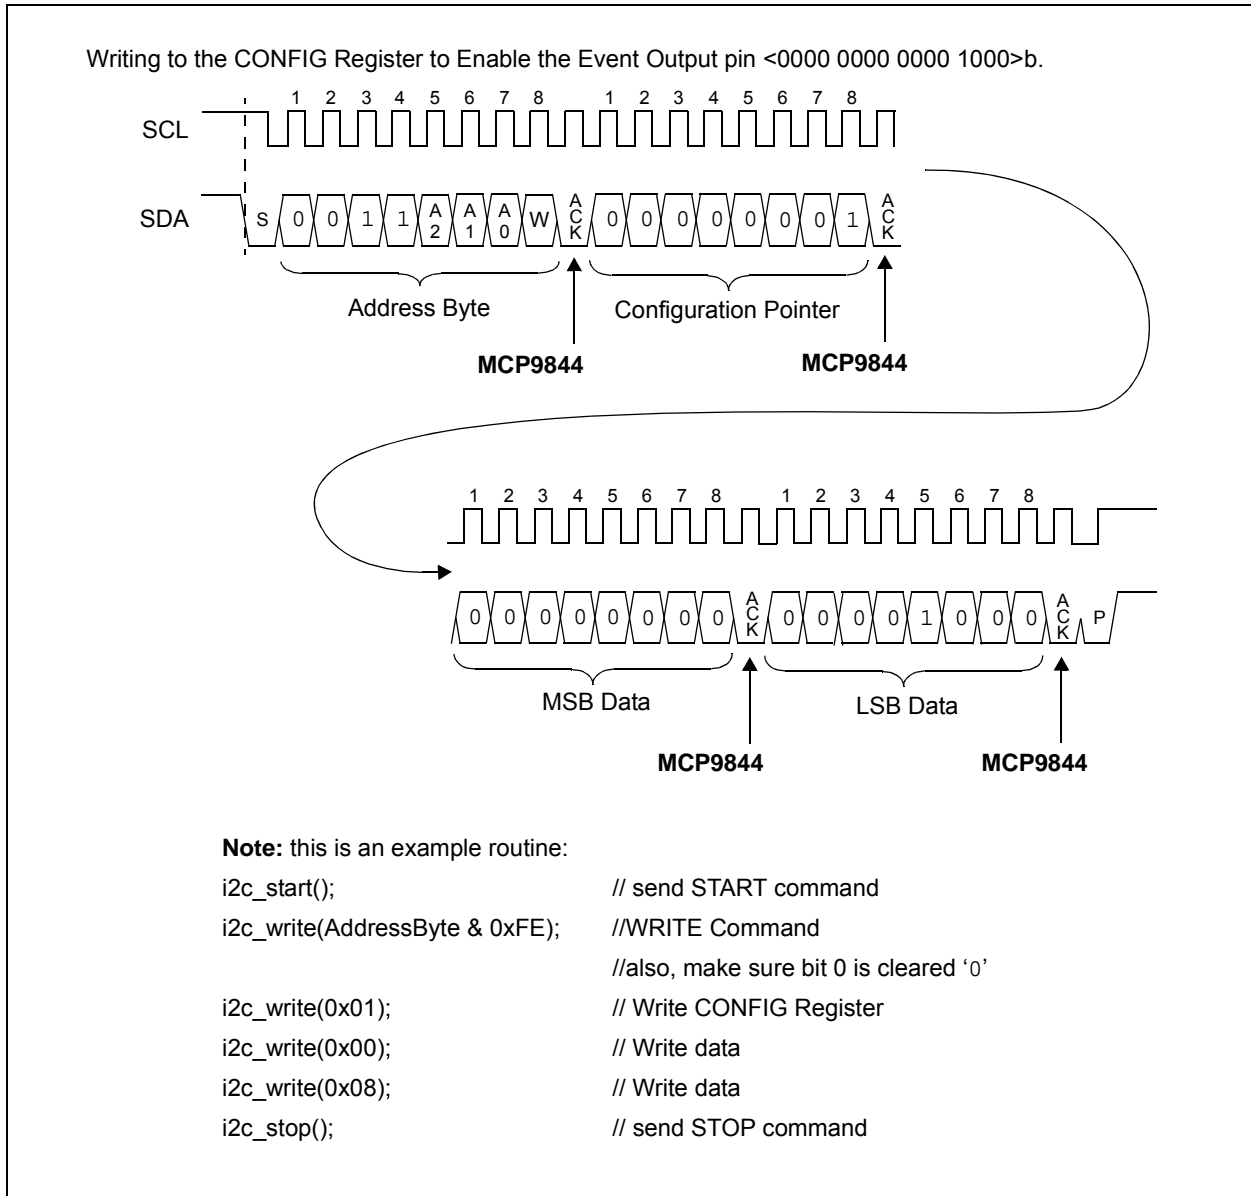 Writing to the CONFIG Register to Enable the Event Output pin <0000 0000 0000 1000>b.
1 2 3 4 5 6 7 8 1 2 3 4 5 6 7 8
SCL
SDA S 0 0 1 1 A2 A1 A0 W ACK 0 0 0 0 0 0 0 1 ACK
Address Byte Configuration Pointer
MCP9844 MCP9844
1 2 3 4 5 6 7 8 1 2 3 4 5 6 7 8
0 0 0 0 0 0 0 0 ACK 0 0 0 0 1 0 0 0 ACK P
MSB Data LSB Data
MCP9844 MCP9844
Note: this is an example routine:
i2c_start(); // send START command
i2c_write(AddressByte & 0xFE); //WRITE Command
//also, make sure bit 0 is cleared ‘0’
i2c_write(0x01); // Write CONFIG Register
i2c_write(0x00); // Write data
i2c_write(0x08); // Write data
i2c_stop(); // send STOP command